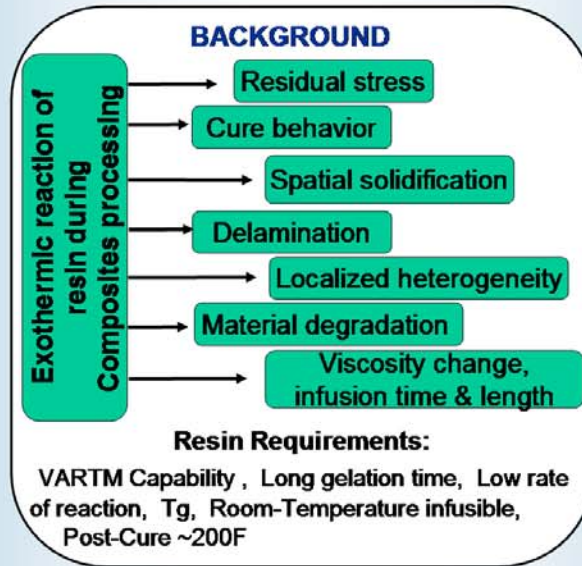 BACKGROUND
Exothermic reaction of
resin during
Composites processing
Residual stress
Cure behavior
Spatial solidification
Delamination
Localized heterogeneity
Material degradation
Viscosity change,
infusion time & length
Resin Requirements:
VARTM Capability , Long gelation time, Low rate
of reaction, Tg, Room-Temperature infusible,
Post-Cure ~200F